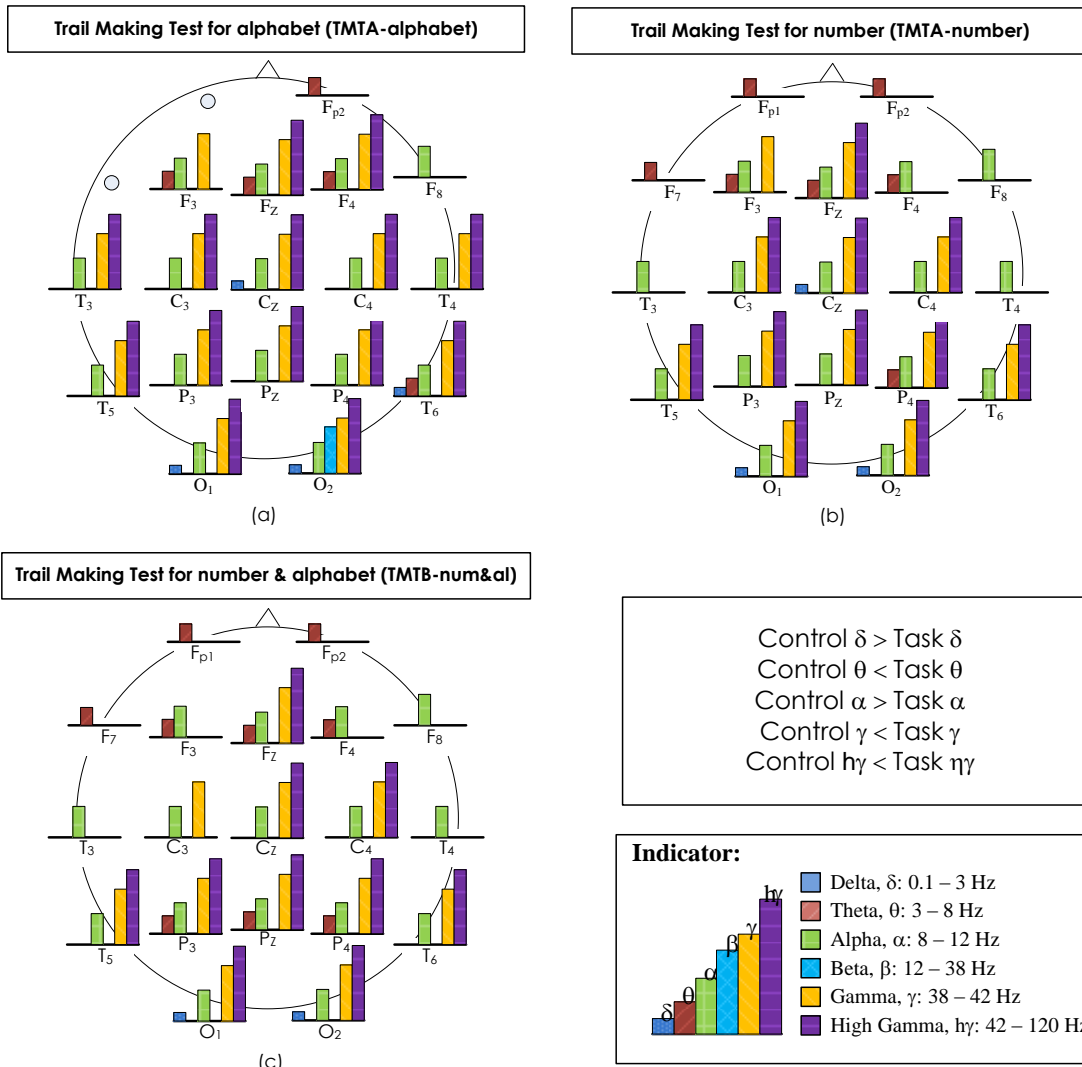 Trail Making Test for alphabet (TMTA-alphabet)
Fp2
F3
FZ
F4
F8
T3
C3
CZ
C4
T4
T5
P3
PZ
P4
T6
O1
O2
(a)
Trail Making Test for number (TMTA-number)
Fp1
Fp2
F7
F3
FZ
F4
F8
T3
C3
CZ
C4
T4
T5
P3
PZ
P4
T6
O1
O2
(b)
Trail Making Test for number & alphabet (TMTB-num&al)
Fp1
Fp2
F7
F3
FZ
F4
F8
T3
C3
CZ
C4
T4
T5
P3
PZ
P4
T6
O1
O2
(c)
Control δ > Task δ
Control θ < Task θ
Control α > Task α
Control γ < Task γ
Control hγ < Task ηγ
Indicator:
δ
θ
α
β
γ
hγ
Delta, δ: 0.1 – 3 Hz
Theta, θ: 3 – 8 Hz
Alpha, α: 8 – 12 Hz
Beta, β: 12 – 38 Hz
Gamma, γ: 38 – 42 Hz
High Gamma, hγ: 42 – 120 Hz